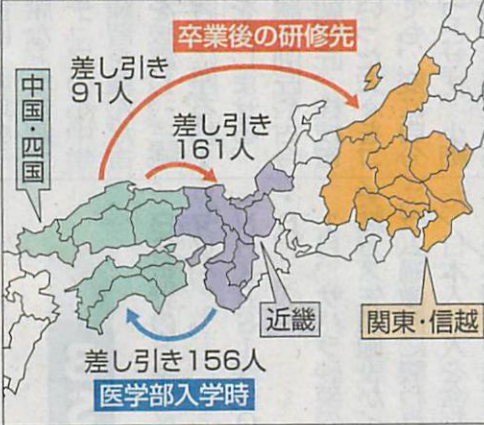 卒業後の研修先
差し引き
91人
差し引き
161人
中国・四国
近畿
関東・信越
差し引き156人
医学部入学時